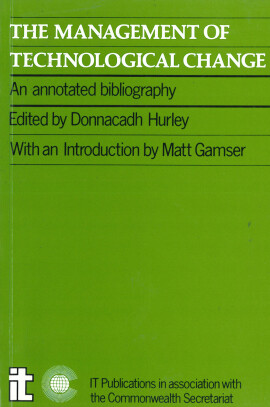 THE MANAGEMENT OF
TECHNOLOGICAL CHANGE
An annotated bibliography
Edited by Donnacadh Hurley
With an Introduction by Matt Gamser
it
IT Publications in association with
the Commonwealth Secretariat